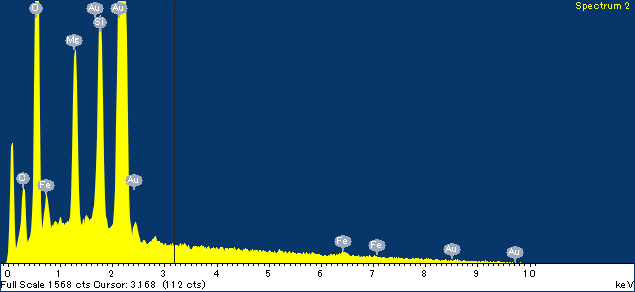 Spectrum 2
O Au Au
Si
Mg
O Fe Au
Fe Fe Au Au
0 1 2 3 4 5 6 7 8 9 10
Full Scale 1568 cts Cursor: 3.168 (112 cts) keV